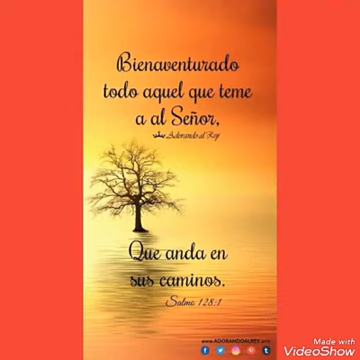 Bienaventurado
todo aquel que teme
a al Señor,
Adorando al Rey
Que anda en
sus caminos.
Salmo 128:1
www.ADORANDOALREY.org
Made with
VideoShow